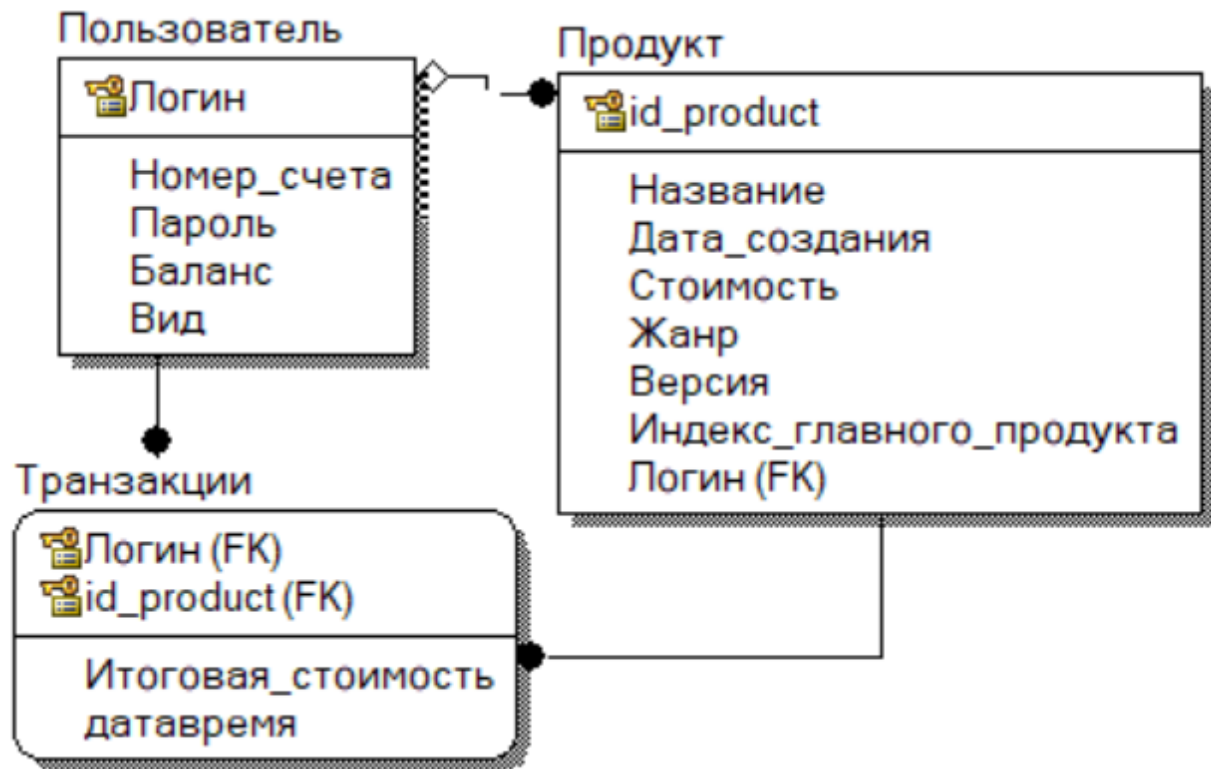 Пользователь
Логин
Номер_счета
Пароль
Баланс
Вид
Продукт
id_product
Название
Дата_создания
Стоимость
Жанр
Версия
Индекс_главного_продукта
Логин (FK)
Транзакции
Логин (FK)
id_product (FK)
Итоговая_стоимость
датавремя